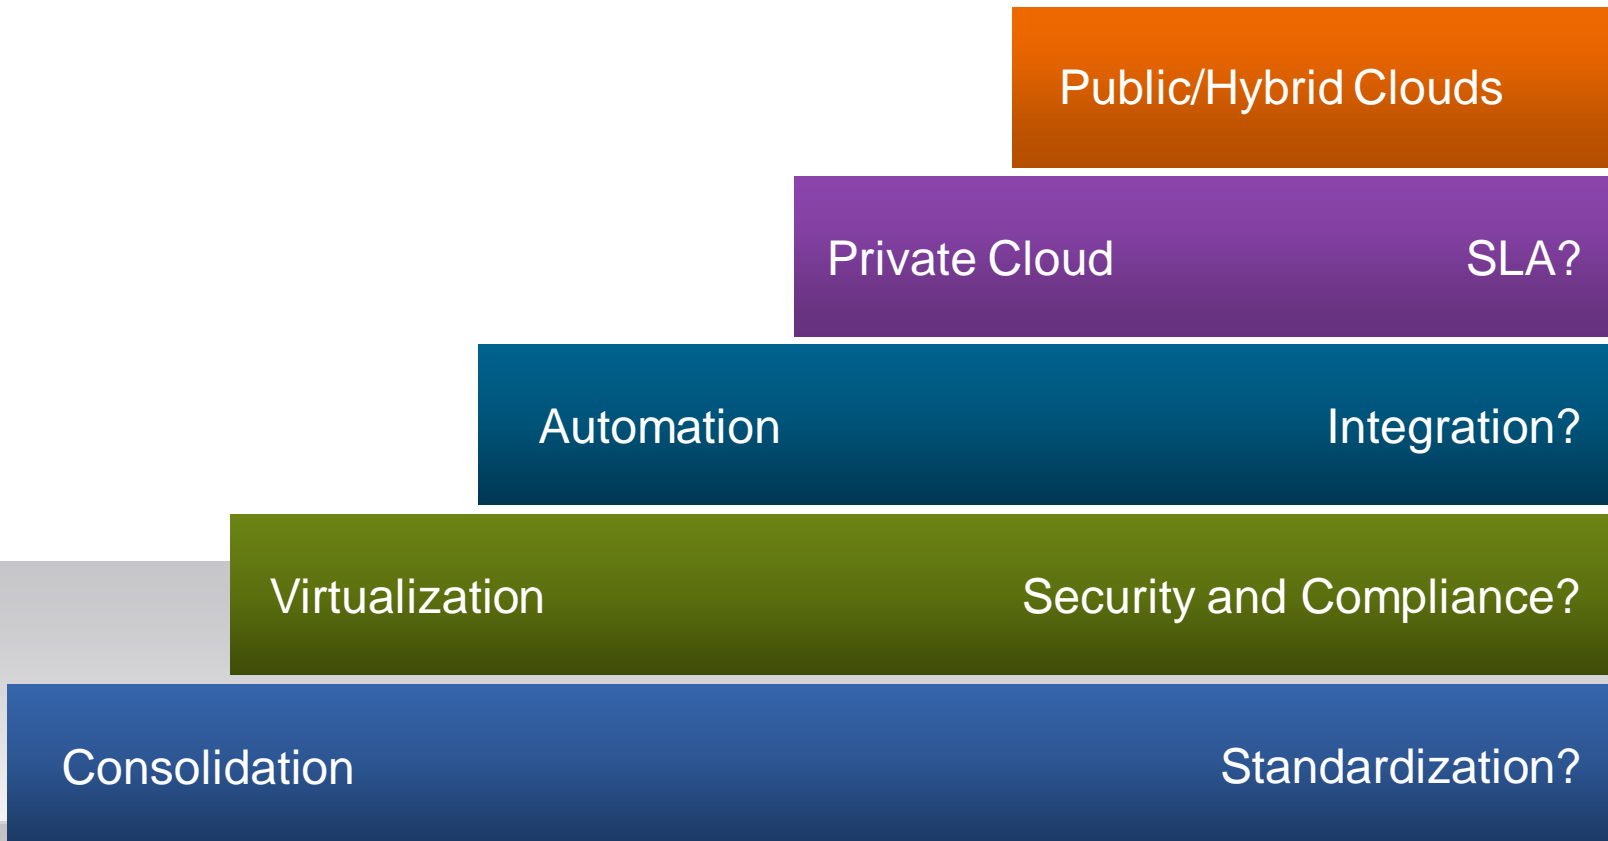 Public/Hybrid Clouds
Private Cloud SLA?
Automation Integration?
Virtualization Security and Compliance?
Consolidation Standardization?